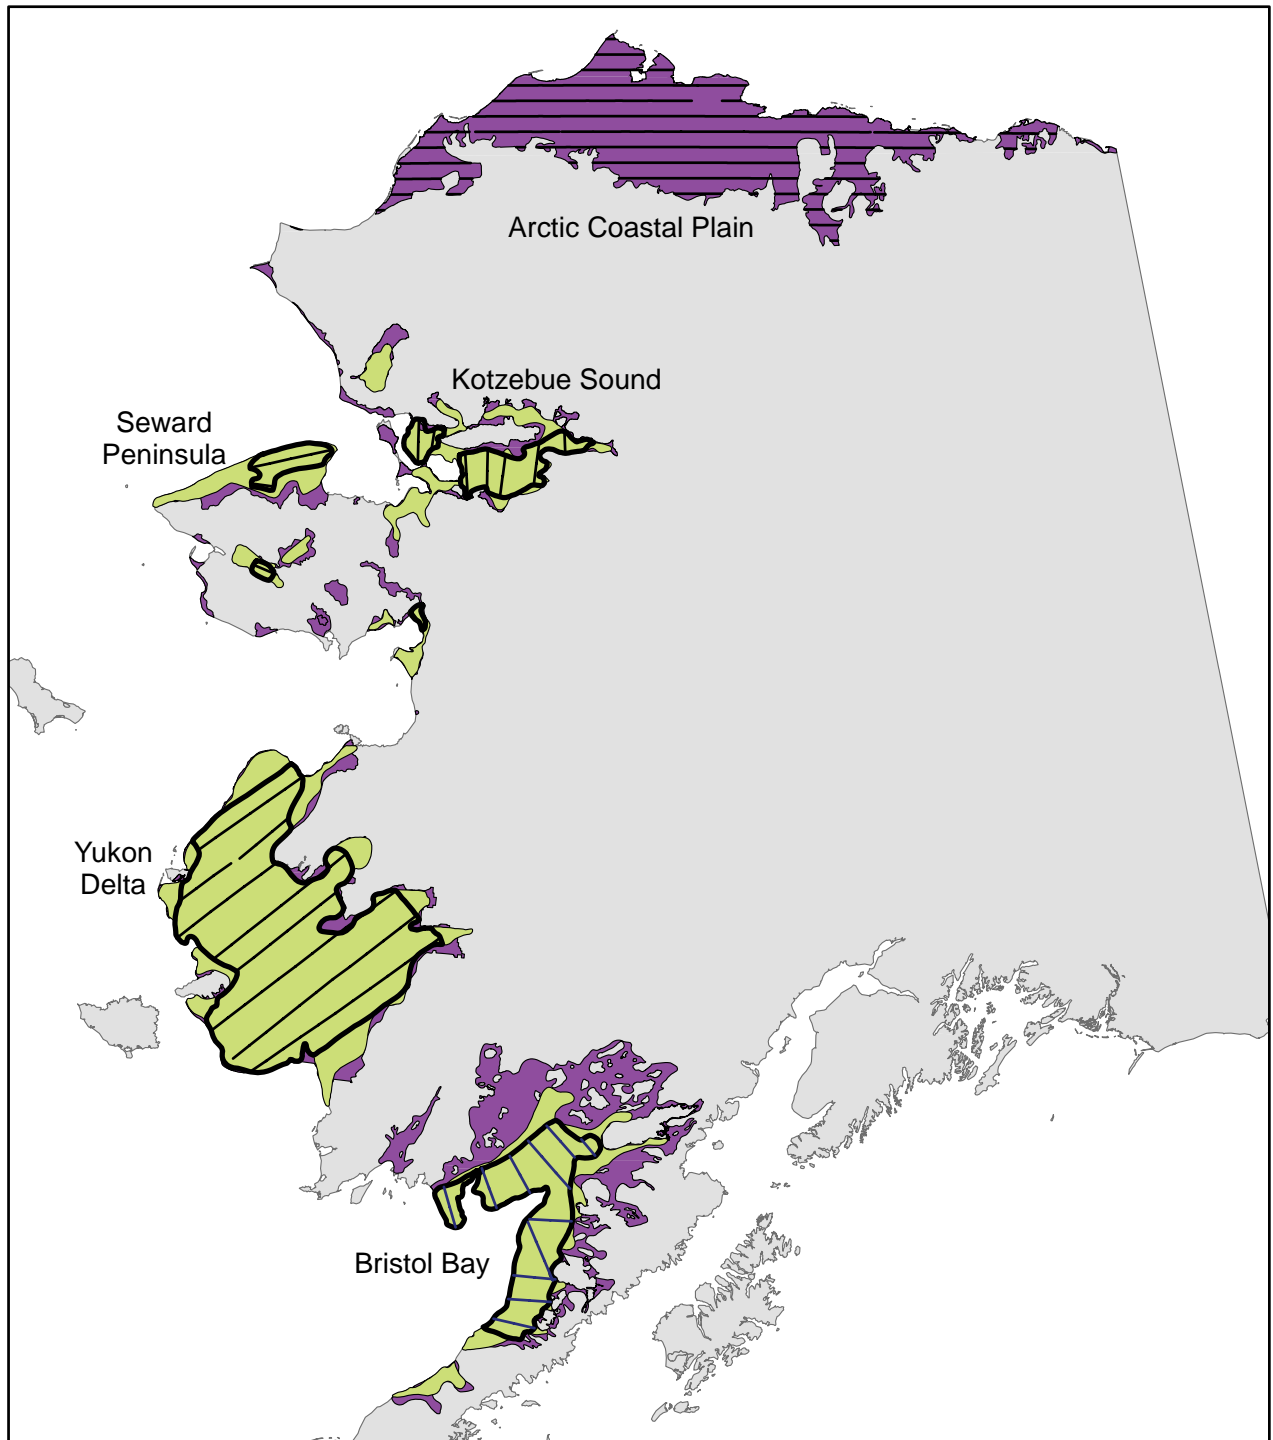 Arctic Coastal Plain
Kotzebue Sound
Seward
Peninsula
Yukon
Delta
Bristol Bay